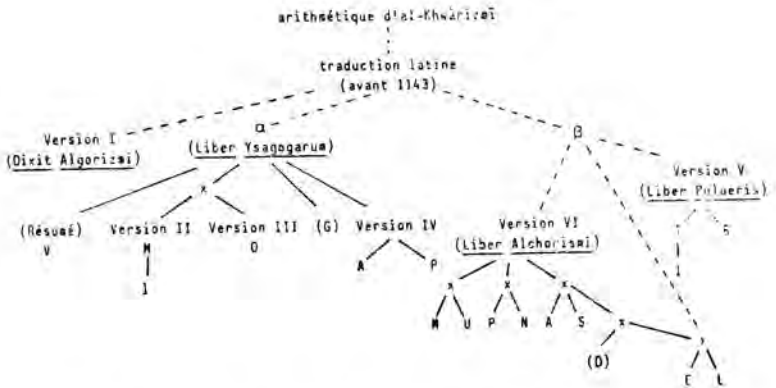 arithmétique d'al-Khwārizmī
traduction latine
(avant 1143)
α
β
Version I
(Dixit Algorizmi)
(Liber Ysagogarum)
Version V
(Liber Pulueris)
x
(Résumé) Version II Version III (G) Version IV
V M O
Version VI
(Liber Alchorismi)
A P
x x x
M U P N A S x
(D)
E L